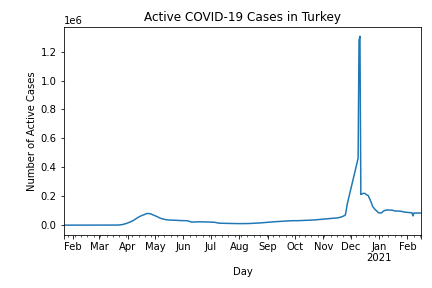 Active COVID-19 Cases in Turkey
1e6
1.2
1.0
0.8
0.6
0.4
0.2
0.0
Number of Active Cases
Feb Mar Apr May Jun Jul Aug Sep Oct Nov Dec Jan Feb
2021
Day